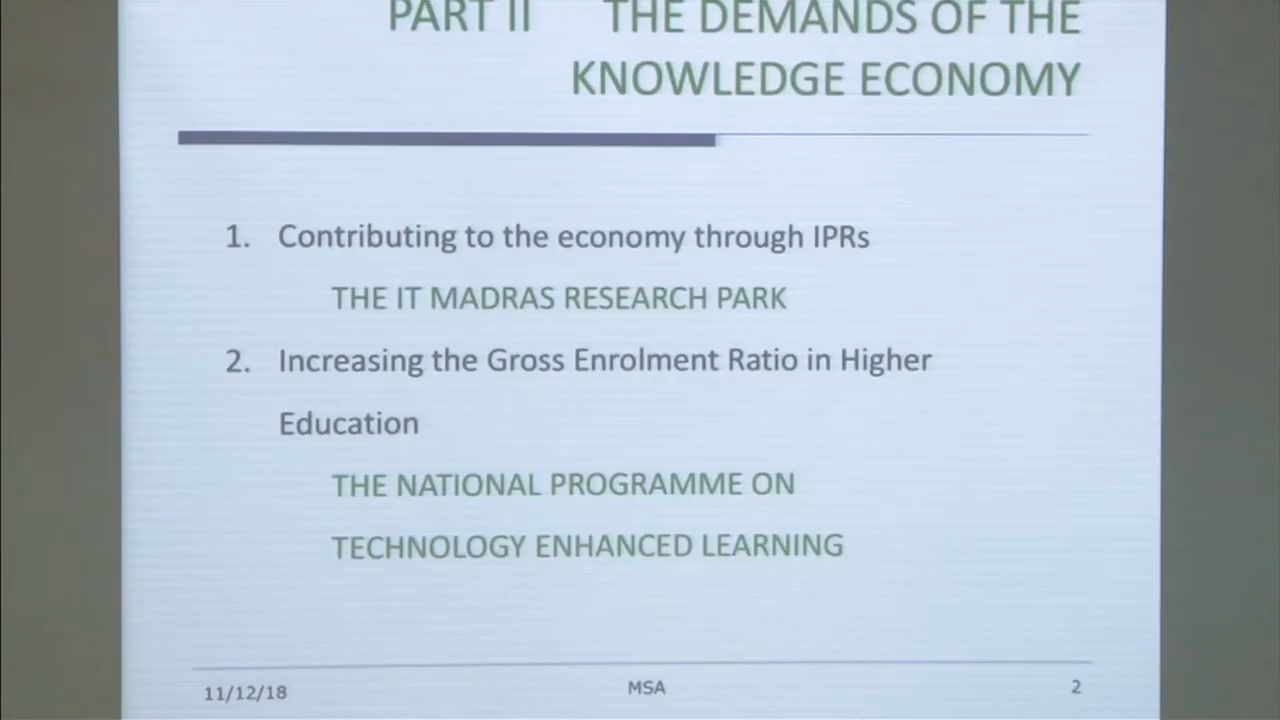 PART II THE DEMANDS OF THE
KNOWLEDGE ECONOMY
1. Contributing to the economy through IPRs
THE IT MADRAS RESEARCH PARK
2. Increasing the Gross Enrolment Ratio in Higher
Education
THE NATIONAL PROGRAMME ON
TECHNOLOGY ENHANCED LEARNING
11/12/18 MSA 2